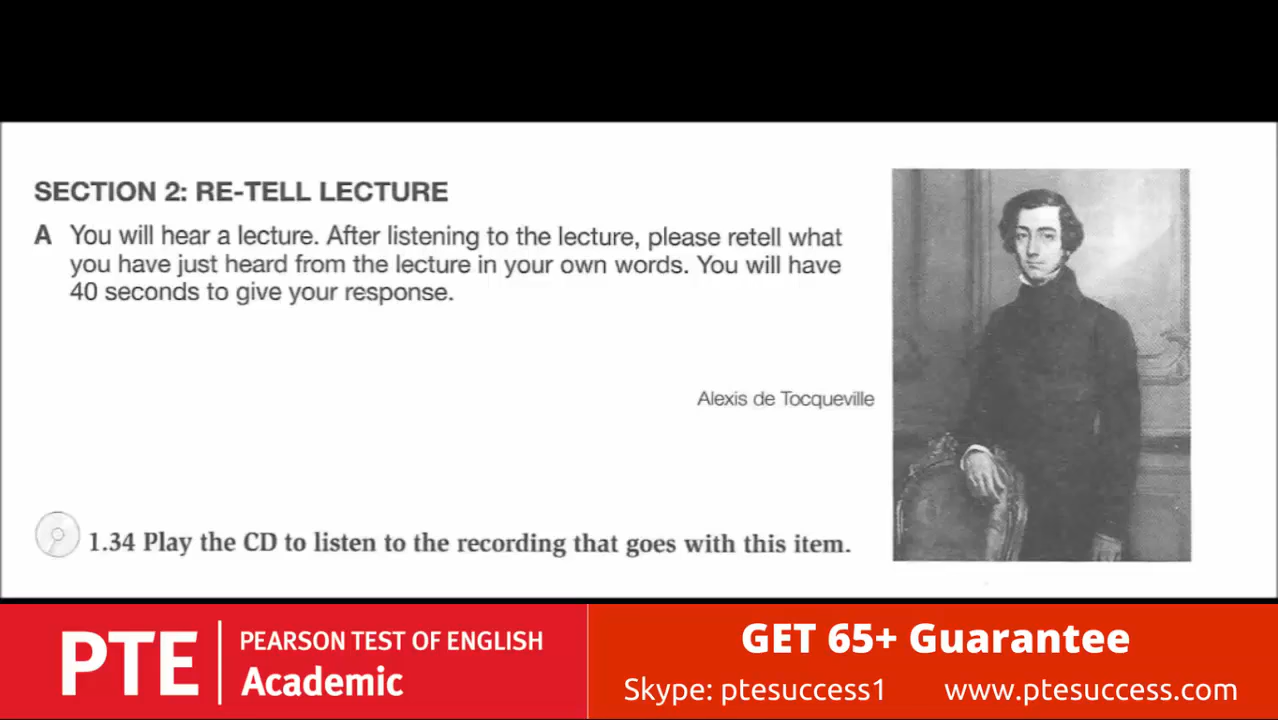 SECTION 2: RE-TELL LECTURE
A You will hear a lecture. After listening to the lecture, please retell what
you have just heard from the lecture in your own words. You will have
40 seconds to give your response.
Alexis de Tocqueville
1.34 Play the CD to listen to the recording that goes with this item.
PTE
PEARSON TEST OF ENGLISH
Academic
GET 65+ Guarantee
Skype: ptesuccess1 www.ptesuccess.com